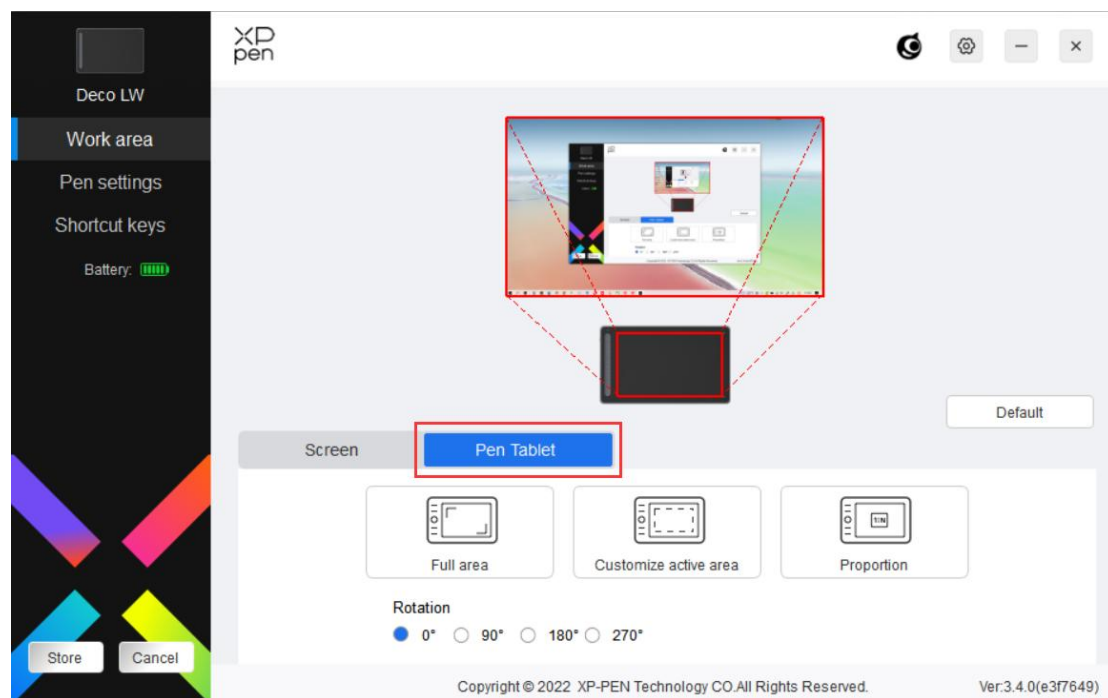 XP
pen
Deco LW
Work area
Pen settings
Shortcut keys
Battery:
Default
Screen
Pen Tablet
Full area
Customize active area
1:N
Proportion
Rotation
0°
90°
180°
270°
Store
Cancel
Copyright © 2022 XP-PEN Technology CO.All Rights Reserved.
Ver:3.4.0(e3f7649)